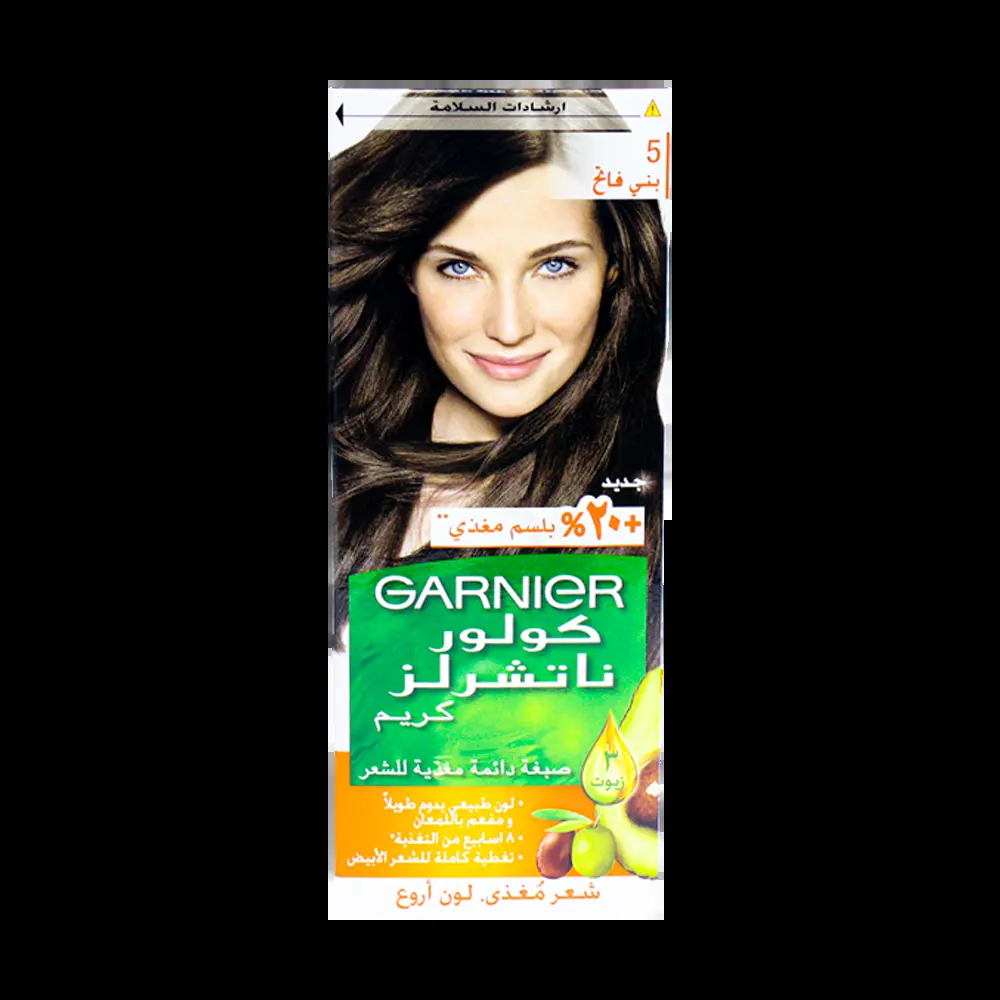 ارشادات السلامة
5
بني فاتح
جديد
+٢٠% بلسم مغذي**
GARNIER
كولور
ناتشرلز
كريم
٣
زيوت
صبغة دائمة مغذية للشعر
• لون طبيعي يدوم طويلاً
و مفعم باللمعان
• ٨ اسابيع من التغذية*
• تغطية كاملة للشعر الأبيض
شعر مُغذى. لون أروع